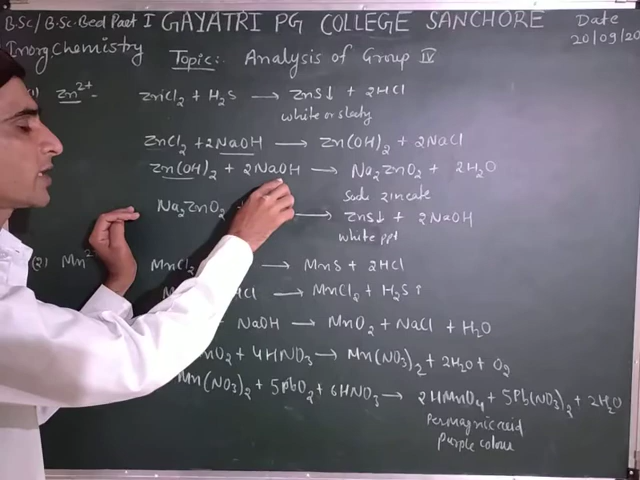 B.Sc/B.Sc.Bed Part I GAYATRI PG COLLEGE SANCHORE Date
Inorg.Chemistry 20/09/20
Topic:- Analysis of Group IV
Zn²⁺ - ZnCl₂ + H₂S → ZnS↓ + 2HCl
white or slaty
ZnCl₂ + 2NaOH → Zn(OH)₂ + 2NaCl
Zn(OH)₂ + 2NaOH → Na₂ZnO₂ + 2H₂O
Sod. zincate
Na₂ZnO₂ → ZnS↓ + 2NaOH
white ppt
(2) Mn² MnCl₂ → MnS + 2HCl
→ MnCl₂ + H₂S↑
+ NaOH → MnO₂ + NaCl + H₂O
nO₂ + 4HNO₃ → Mn(NO₃)₂ + 2H₂O + O₂
Mn(NO₃)₂ + 5PbO₂ + 6HNO₃ → 2HMnO₄ + 5Pb(NO₃)₂ + 2H₂O
Permagnic acid
Purple colour